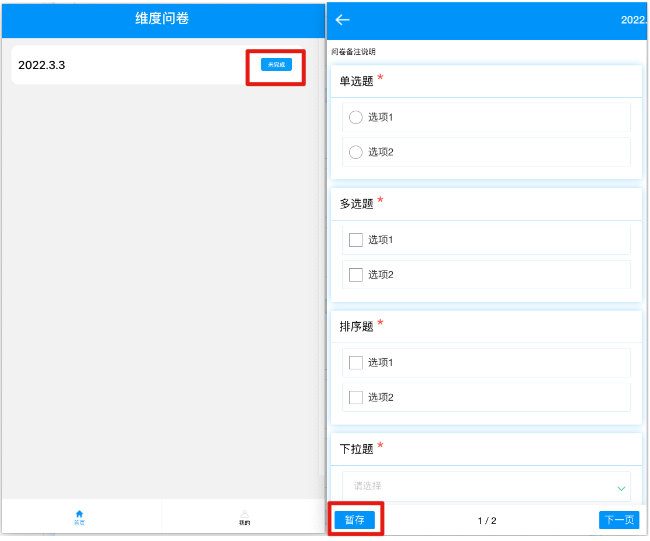 维度问卷
2022.3.3
未完成
首页
我的
2022.
问卷备注说明
单选题 *
选项1
选项2
多选题 *
选项1
选项2
排序题 *
选项1
选项2
下拉题 *
请选择
暂存
1 / 2
下一页